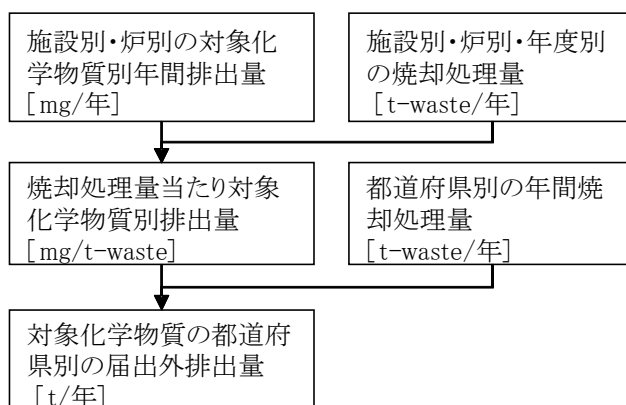 施設別・炉別の対象化
学物質別年間排出量
[mg/年]
施設別・炉別・年度別
の焼却処理量
[t-waste/年]
焼却処理量当たり対象
化学物質別排出量
[mg/t-waste]
都道府県別の年間焼
却処理量
[t-waste/年]
対象化学物質の都道府
県別の届出外排出量
[t/年]